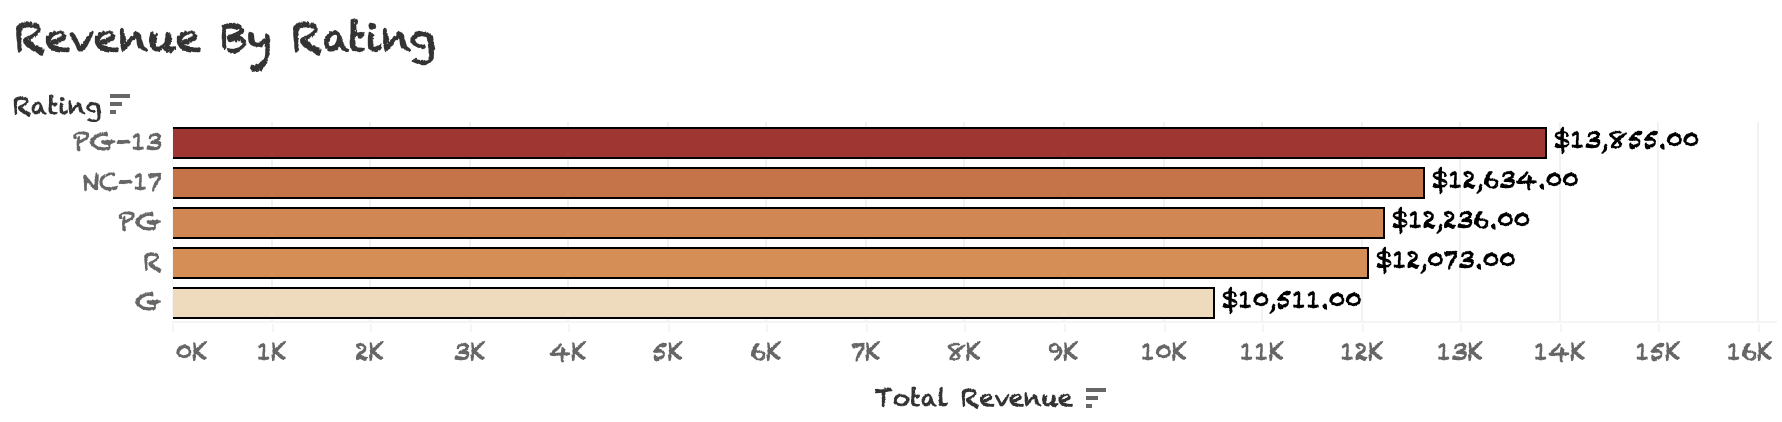 Revenue By Rating
Rating
PG-13 $13,855.00
NC-17 $12,634.00
PG $12,236.00
R $12,073.00
G $10,511.00
0K 1K 2K 3K 4K 5K 6K 7K 8K 9K 10K 11K 12K 13K 14K 15K 16K
Total Revenue